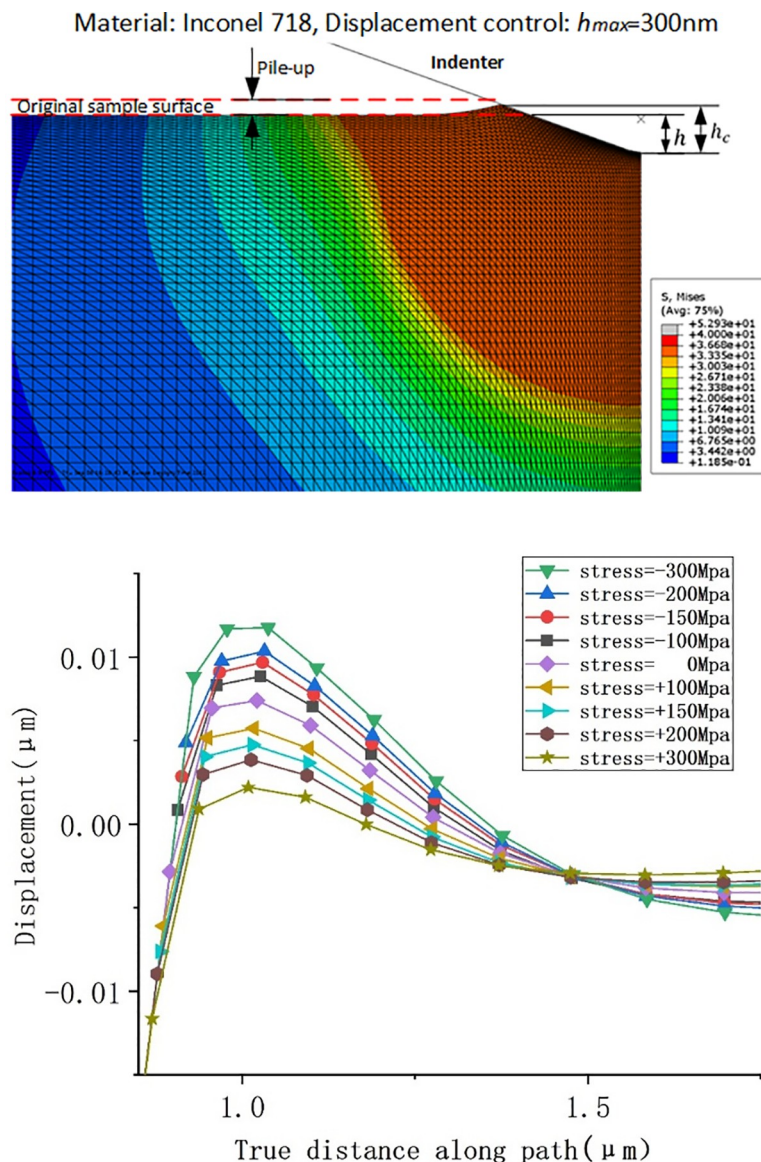 Material: Inconel 718, Displacement control: hmax=300nm
Indenter
Pile-up
Original sample surface
h
hc
S, Mises
(Avg: 75%)
+5.293e+01
+4.000e+01
+3.668e+01
+3.335e+01
+3.003e+01
+2.671e+01
+2.338e+01
+2.006e+01
+1.674e+01
+1.341e+01
+1.009e+01
+6.765e+00
+3.442e+00
+1.185e-01
stress=-300Mpa
stress=-200Mpa
stress=-150Mpa
stress=-100Mpa
stress= 0Mpa
stress=+100Mpa
stress=+150Mpa
stress=+200Mpa
stress=+300Mpa
0.01
0.00
-0.01
Displacement(μm)
1.0
1.5
True distance along path(μm)